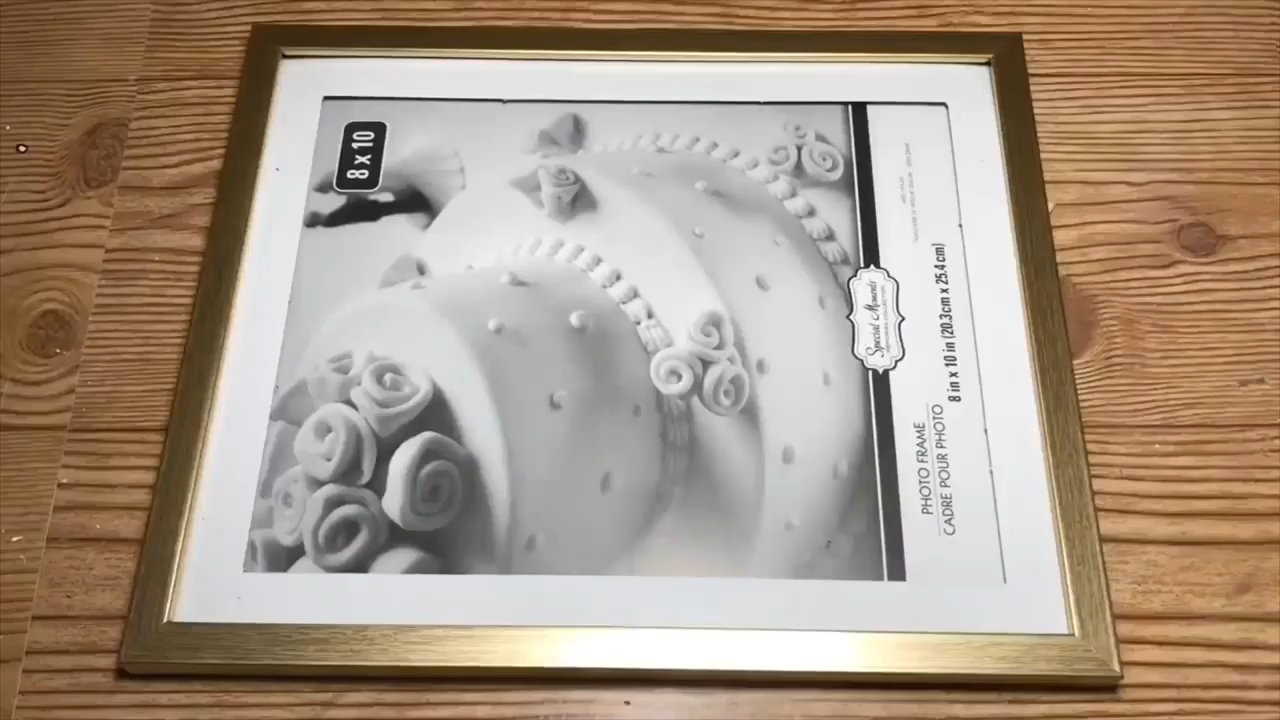 8 x 10
Special Moments
PHOTO FRAME
CADRE POUR PHOTO
8 in x 10 in (20.3cm x 25.4cm)